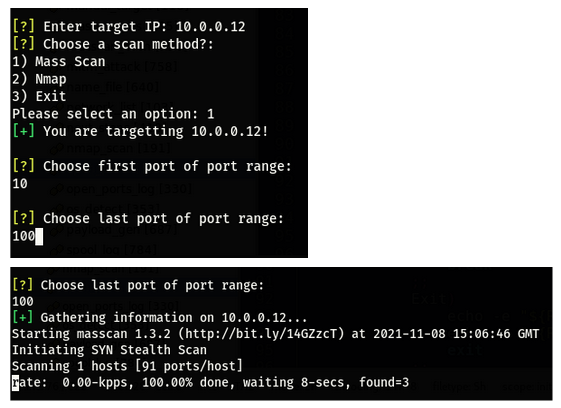 [?] Enter target IP: 10.0.0.12
[?] Choose a scan method?:
1) Mass Scan
2) Nmap
3) Exit
Please select an option: 1
[+] You are targetting 10.0.0.12!
[?] Choose first port of port range:
10
[?] Choose last port of port range:
100
[?] Choose last port of port range:
100
[+] Gathering information on 10.0.0.12...
Starting masscan 1.3.2 (http://bit.ly/14GZzcT) at 2021-11-08 15:06:46 GMT
Initiating SYN Stealth Scan
Scanning 1 hosts [91 ports/host]
rate:  0.00-kpps, 100.00% done, waiting 8-secs, found=3